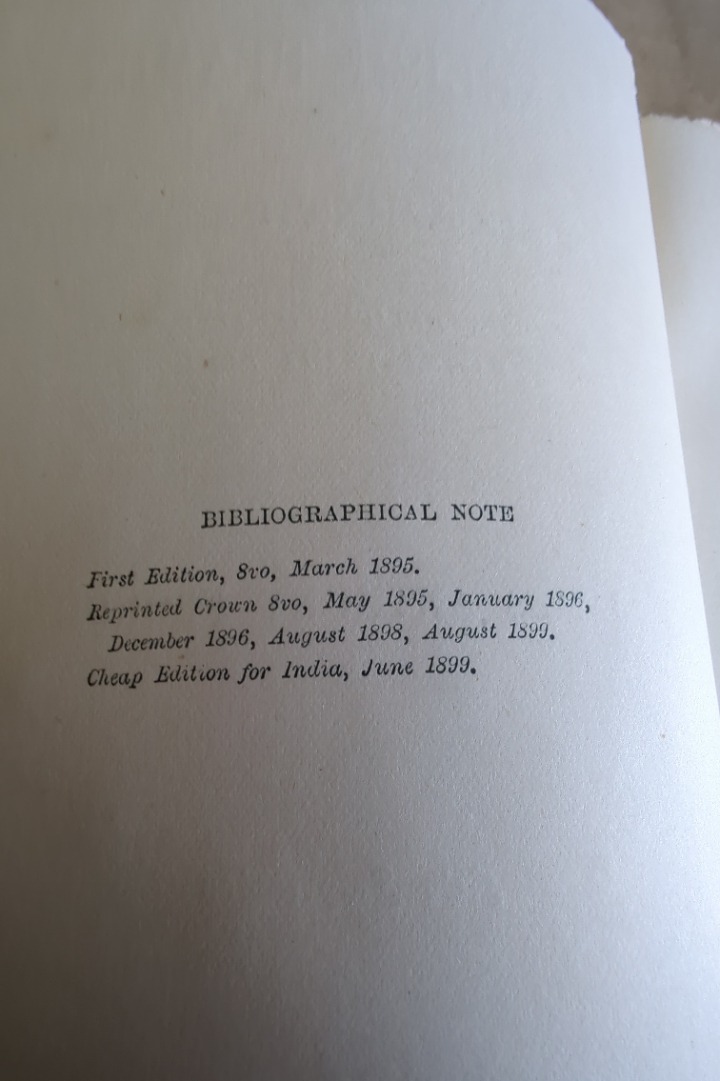 BIBLIOGRAPHICAL NOTE
First Edition, 8vo, March 1895.
Reprinted Crown 8vo, May 1895, January 1896,
December 1896, August 1898, August 1899.
Cheap Edition for India, June 1899.